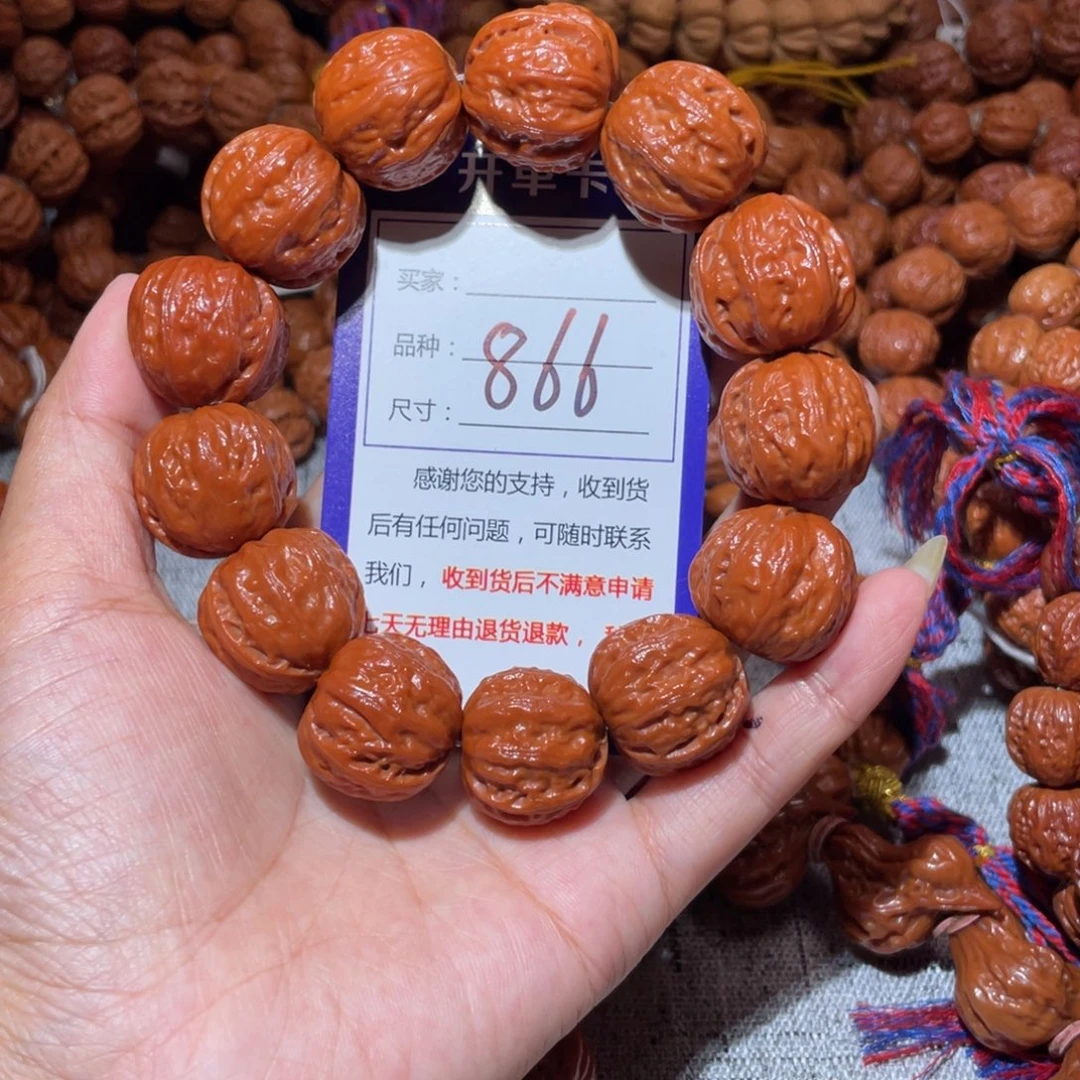 开单卡
买家：
品种：
866
尺寸：
感谢您的支持，收到货
后有任何问题，可随时联系
我们，收到货后不满意申请
七天无理由退货退款，